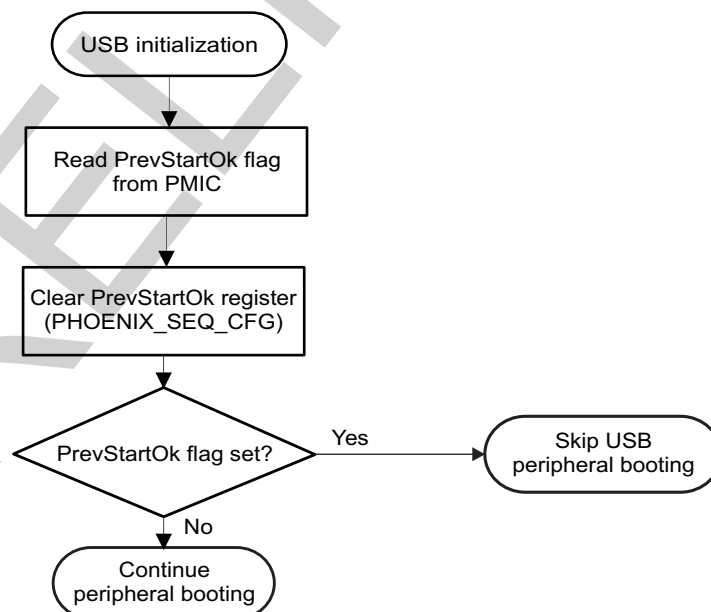 USB initialization
Read PrevStartOk flag
from PMIC
Clear PrevStartOk register
(PHOENIX_SEQ_CFG)
PrevStartOk flag set?
Yes
Skip USB
peripheral booting
No
Continue
peripheral booting